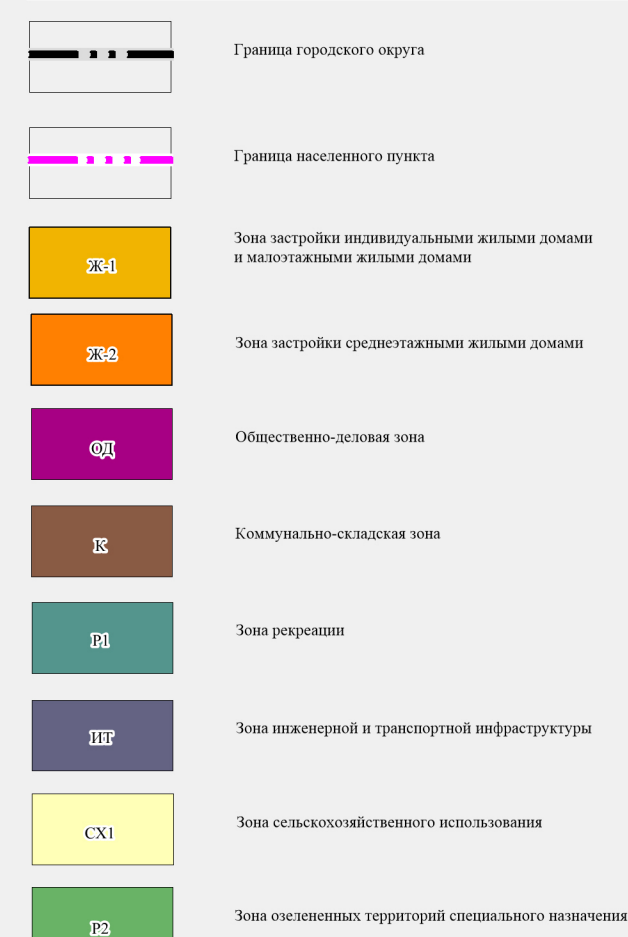 Граница городского округа
Граница населенного пункта
Ж-1
Зона застройки индивидуальными жилыми домами
и малоэтажными жилыми домами
Ж-2
Зона застройки среднеэтажными жилыми домами
ОД
Общественно-деловая зона
К
Коммунально-складская зона
Р1
Зона рекреации
ИТ
Зона инженерной и транспортной инфраструктуры
СХ1
Зона сельскохозяйственного использования
Р2
Зона озелененных территорий специального назначения